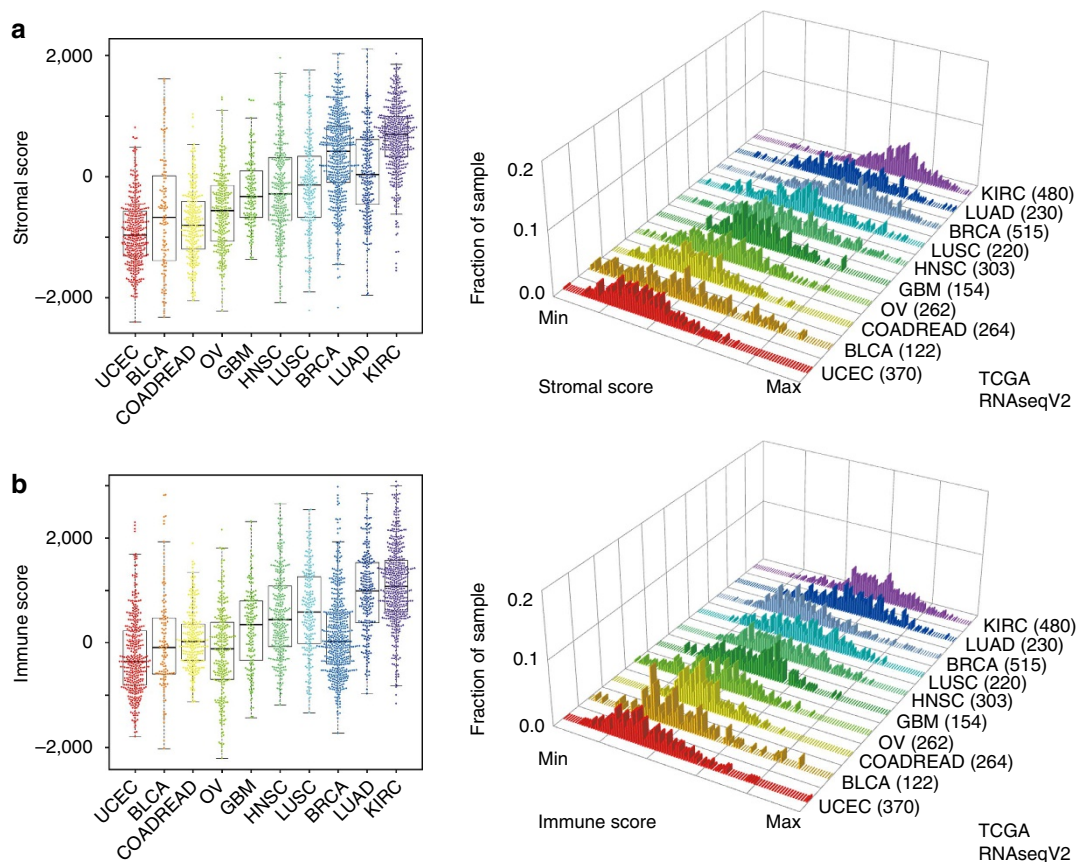 a
Stromal score
2,000
0
−2,000
UCEC
BLCA
COADREAD
OV
GBM
HNSC
LUSC
BRCA
LUAD
KIRC
Fraction of sample
0.2
0.1
0.0
Min
Stromal score
Max
KIRC (480)
LUAD (230)
BRCA (515)
LUSC (220)
HNSC (303)
GBM (154)
OV (262)
COADREAD (264)
BLCA (122)
UCEC (370)
TCGA
RNAseqV2
b
Immune score
2,000
0
−2,000
UCEC
BLCA
COADREAD
OV
GBM
HNSC
LUSC
BRCA
LUAD
KIRC
Fraction of sample
0.2
0.1
0.0
Min
Immune score
Max
KIRC (480)
LUAD (230)
BRCA (515)
LUSC (220)
HNSC (303)
GBM (154)
OV (262)
COADREAD (264)
BLCA (122)
UCEC (370)
TCGA
RNAseqV2